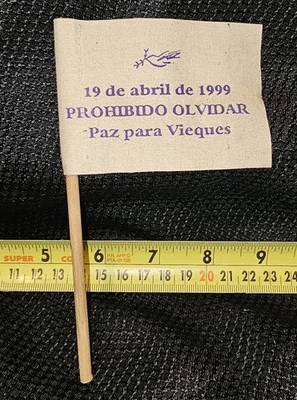 19 de abril de 1999
PROHIBIDO OLVIDAR
Paz para Vieques
SUPER 5 6 7 8 9
11 12 13 14 15 16 17 18 19 20 21 22 23 24